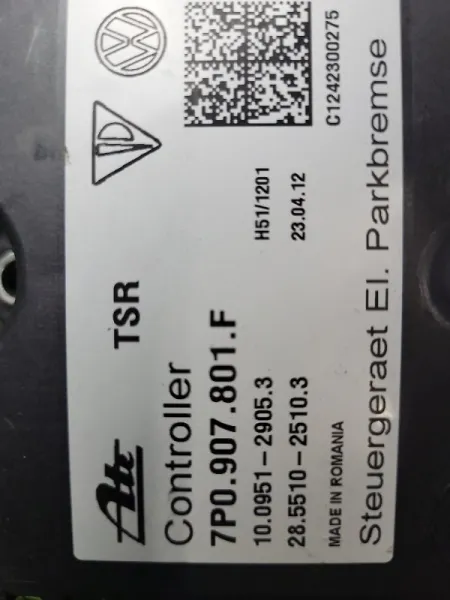 Ate TSR
Controller
7P0.907.801.F
10.0951-2905.3 H51/1201
28.5510-2510.3 23.04.12
MADE IN ROMANIA C1242300275
Steuergeraet El. Parkbremse